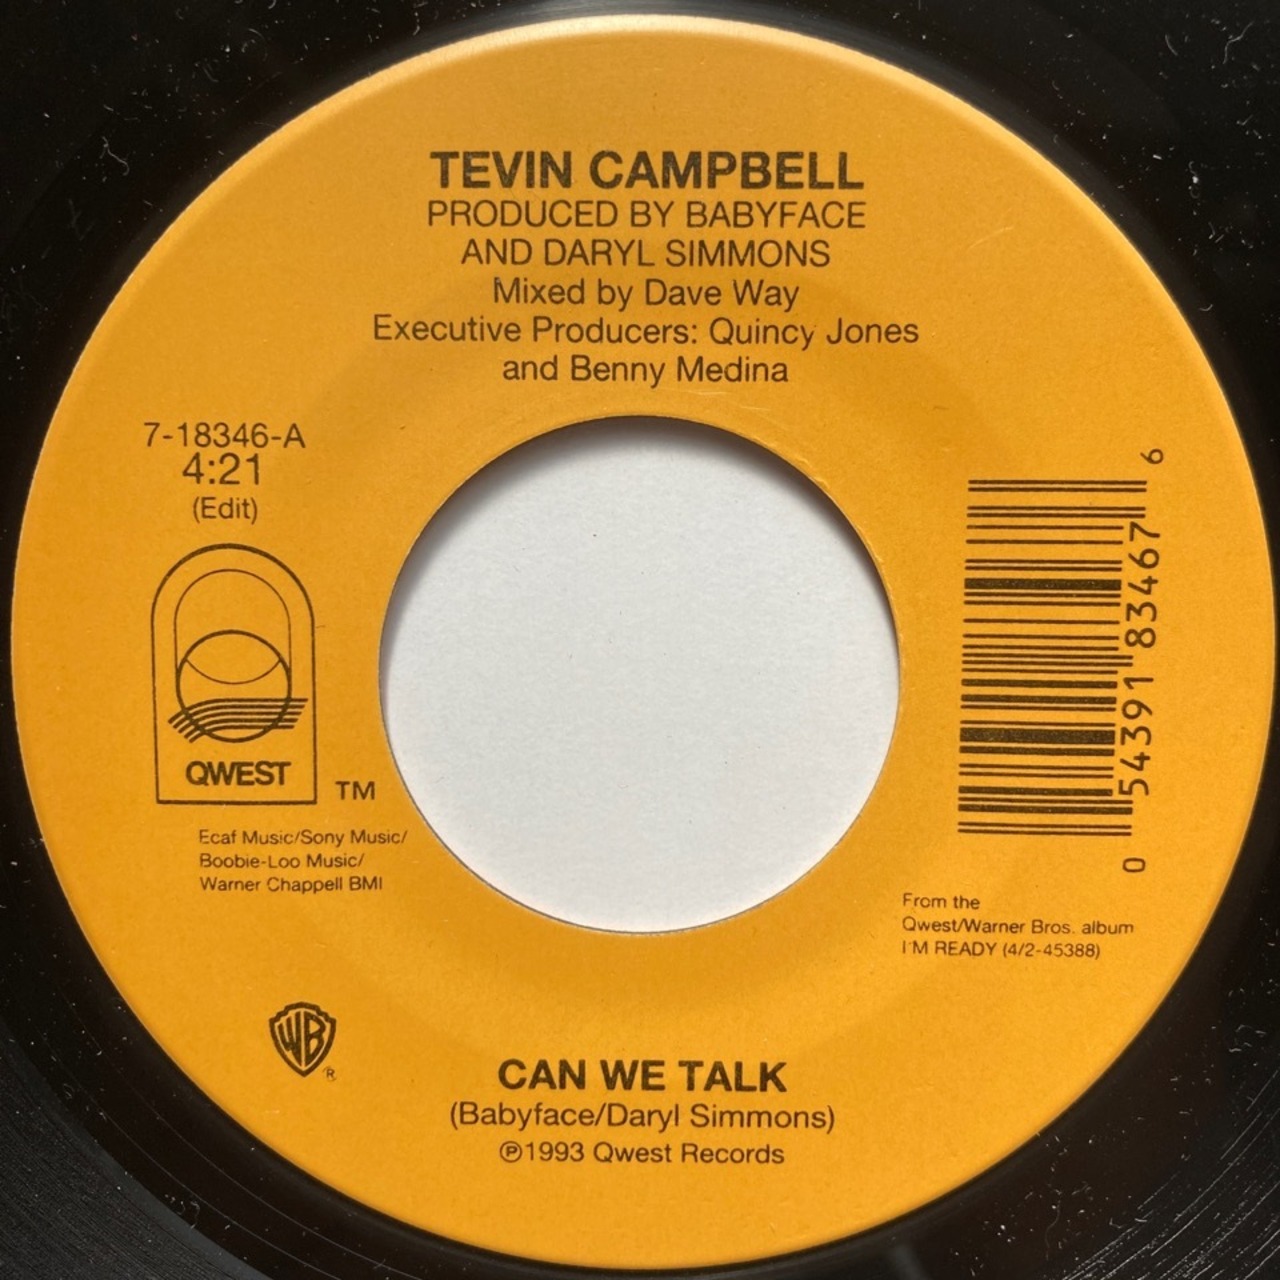 TEVIN CAMPBELL
PRODUCED BY BABYFACE
AND DARYL SIMMONS
Mixed by Dave Way
Executive Producers: Quincy Jones
and Benny Medina
7-18346-A
4:21
(Edit)
QWEST
TM
Ecaf Music/Sony Music/
Boobie-Loo Music/
Warner Chappell BMI
0 54391 83467 6
From the
Qwest/Warner Bros. album
I'M READY (4/2-45388)
WB
®
CAN WE TALK
(Babyface/Daryl Simmons)
℗1993 Qwest Records